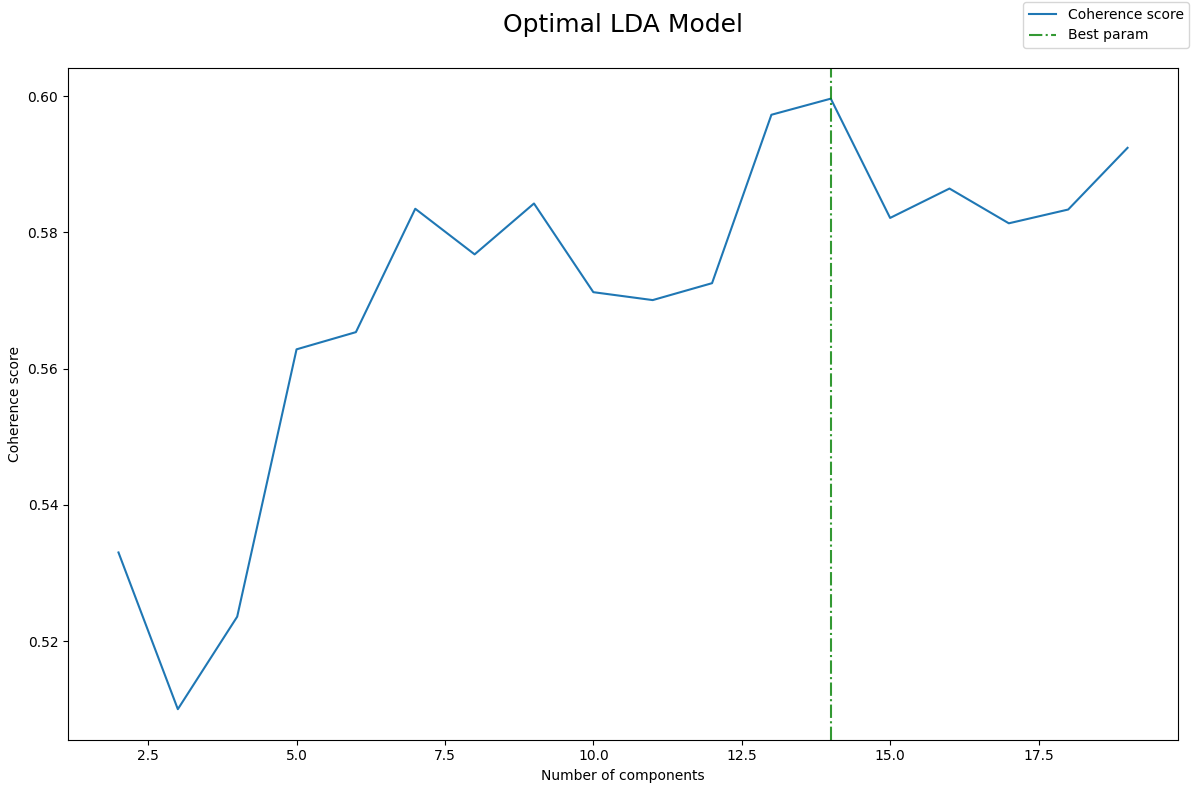 Optimal LDA Model
Coherence score
Best param
0.60
0.58
0.56
0.54
0.52
Coherence score
2.5
5.0
7.5
10.0
12.5
15.0
17.5
Number of components